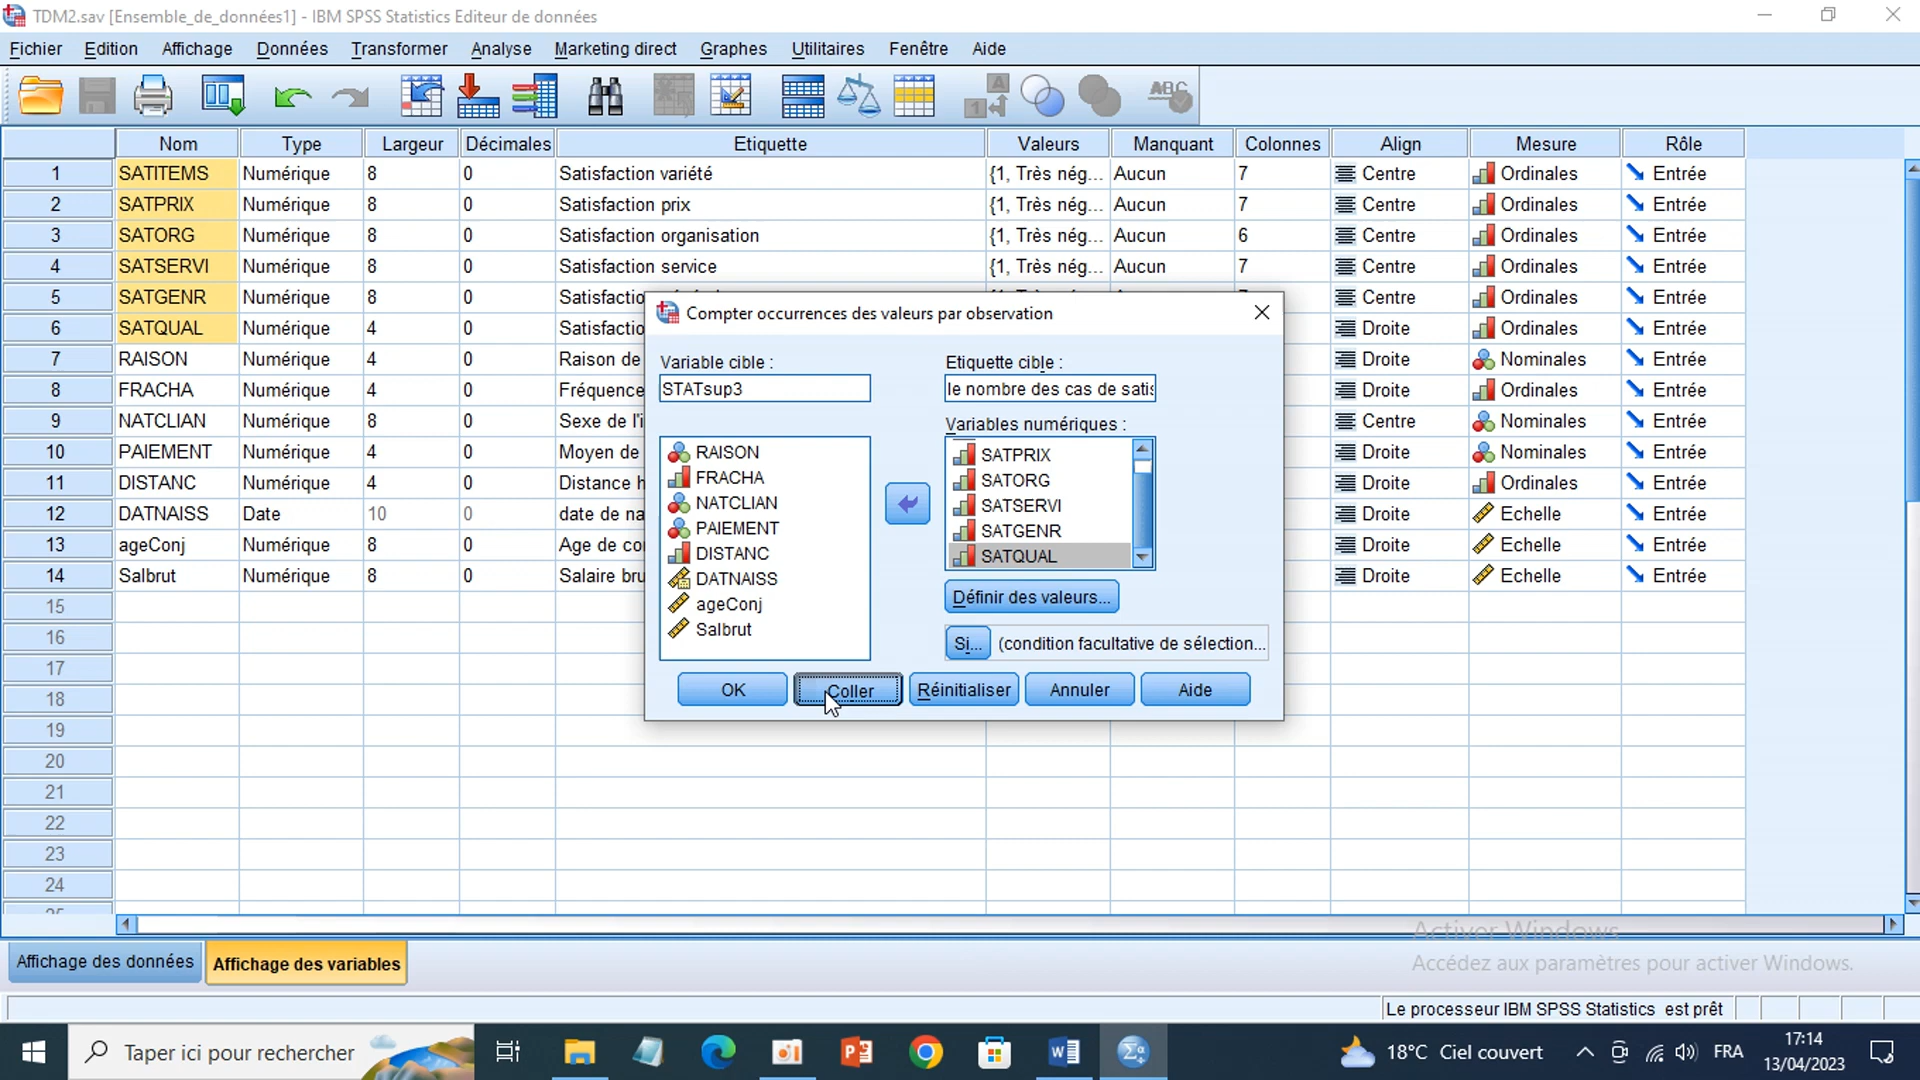 TDM2.sav [Ensemble_de_données1] - IBM SPSS Statistics Editeur de données
Fichier Edition Affichage Données Transformer Analyse Marketing direct Graphes Utilitaires Fenêtre Aide
Nom Type Largeur Décimales Etiquette Valeurs Manquant Colonnes Align Mesure Rôle
1 SATITEMS Numérique 8 0 Satisfaction variété {1, Très nég... Aucun 7 Centre Ordinales Entrée
2 SATPRIX Numérique 8 0 Satisfaction prix {1, Très nég... Aucun 7 Centre Ordinales Entrée
3 SATORG Numérique 8 0 Satisfaction organisation {1, Très nég... Aucun 6 Centre Ordinales Entrée
4 SATSERVI Numérique 8 0 Satisfaction service {1, Très nég... Aucun 7 Centre Ordinales Entrée
5 SATGENR Numérique 8 0 Satisfactio Centre Ordinales Entrée
6 SATQUAL Numérique 4 0 Satisfactio Droite Ordinales Entrée
7 RAISON Numérique 4 0 Raison de Droite Nominales Entrée
8 FRACHA Numérique 4 0 Fréquence Droite Ordinales Entrée
9 NATCLIAN Numérique 8 0 Sexe de l'i Centre Nominales Entrée
10 PAIEMENT Numérique 4 0 Moyen de Droite Nominales Entrée
11 DISTANC Numérique 4 0 Distance h Droite Ordinales Entrée
12 DATNAISS Date 10 0 date de na Droite Echelle Entrée
13 ageConj Numérique 8 0 Age de co Droite Echelle Entrée
14 Salbrut Numérique 8 0 Salaire bru Droite Echelle Entrée
15
16
17
18
19
20
21
22
23
24
Compter occurrences des valeurs par observation
Variable cible : Etiquette cible :
STATsup3 le nombre des cas de satis
Variables numériques :
RAISON
FRACHA
NATCLIAN
PAIEMENT
DISTANC
DATNAISS
ageConj
Salbrut
SATPRIX
SATORG
SATSERVI
SATGENR
SATQUAL
Définir des valeurs...
Si... (condition facultative de sélection...
OK Coller Réinitialiser Annuler Aide
Activer Windows
Accédez aux paramètres pour activer Windows.
Affichage des données Affichage des variables
Le processeur IBM SPSS Statistics est prêt
Taper ici pour rechercher
18°C Ciel couvert FRA 17:14
13/04/2023